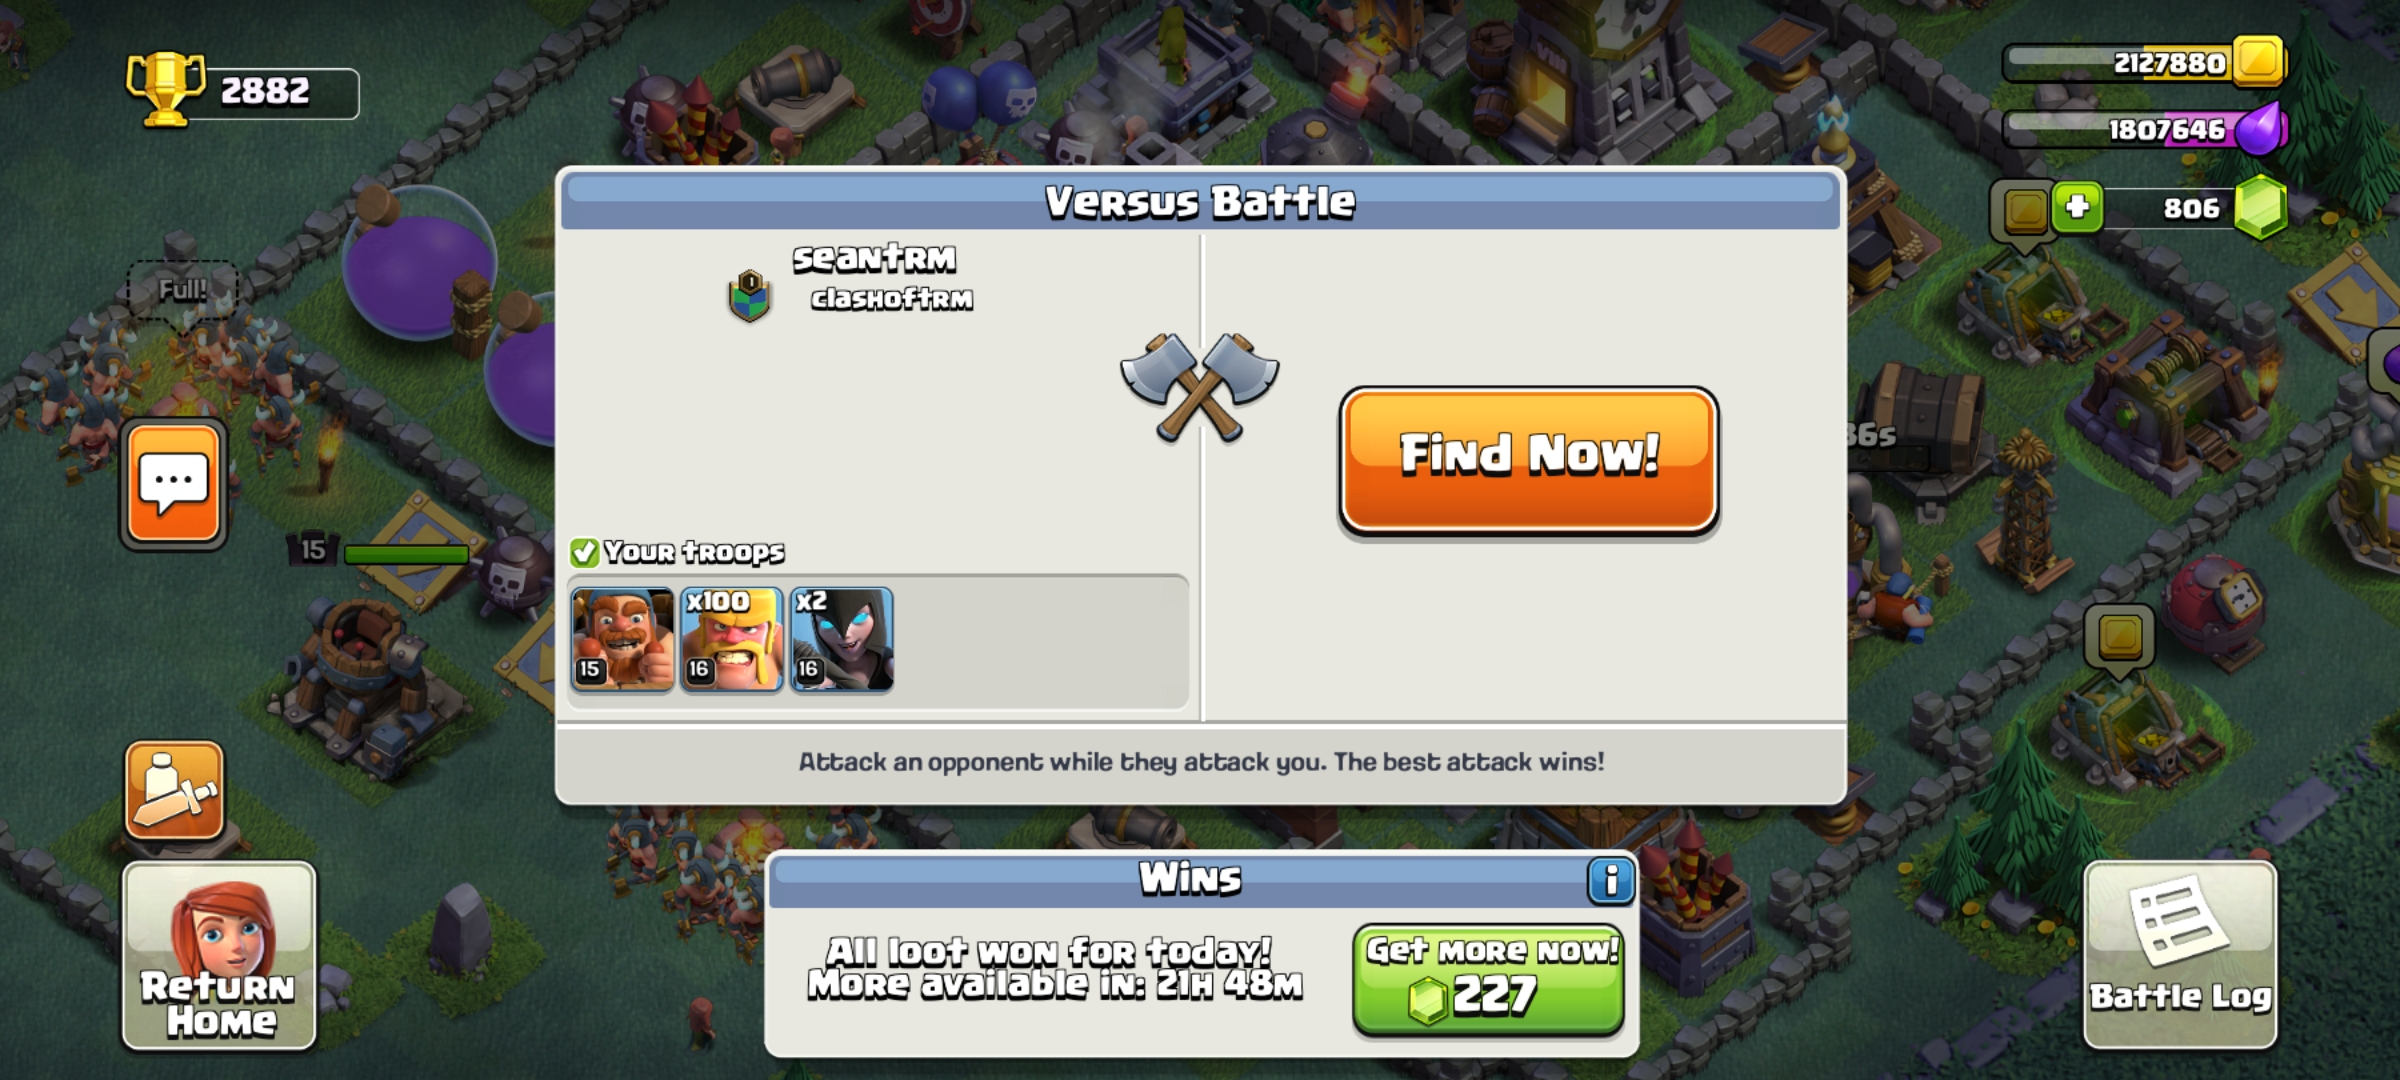 2882
2127880
1807646
806
Full!
Versus Battle
seantrm
clashoftrm
1
Find Now!
36s
15
Your troops
x100
x2
15
16
16
Attack an opponent while they attack you. The best attack wins!
Wins
i
All loot won for today!
More available in: 21H 48M
Get more now!
227
Return
Home
Battle Log